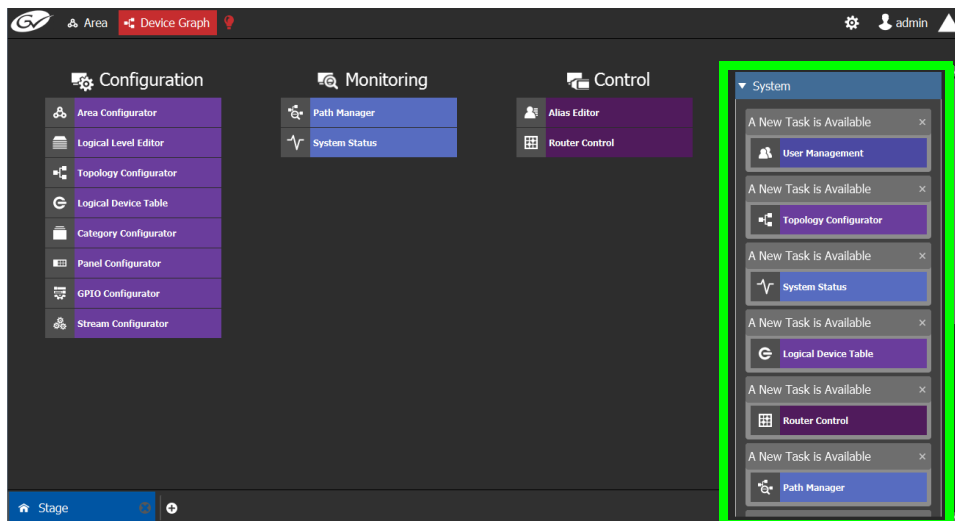 GV Area Device Graph admin
Configuration
Area Configurator
Logical Level Editor
Topology Configurator
Logical Device Table
Category Configurator
Panel Configurator
GPIO Configurator
Stream Configurator
Monitoring
Path Manager
System Status
Control
Alias Editor
Router Control
System
A New Task is Available
User Management
A New Task is Available
Topology Configurator
A New Task is Available
System Status
A New Task is Available
Logical Device Table
A New Task is Available
Router Control
A New Task is Available
Path Manager
Stage